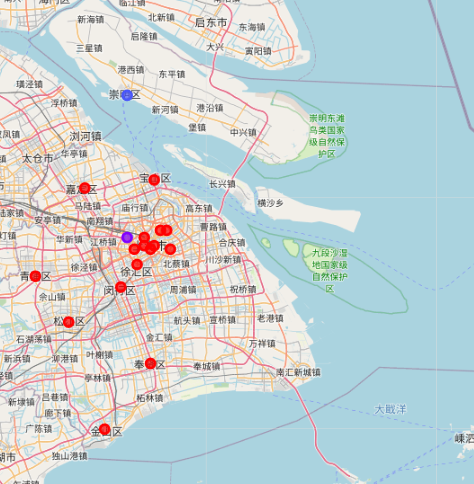 临江镇
启东市
新海镇
北新镇
东海镇
启隆镇
大兴
寅阳镇
三星镇
港西镇
东平镇
璜泾镇
崇明区
浮桥镇
新河镇
港沿镇
堡镇
中兴镇
崇明东滩
鸟类国家
级自然保
护区
浏河镇
太仓市
华亭镇
嘉定区
宝山区
长兴镇
横沙乡
马陆镇
庙行镇
高东镇
安亭镇
南翔镇
曹路镇
华新镇
江桥镇
合庆镇
九段沙湿
地国家级
自然保护
区
徐泾镇
徐汇区
北蔡镇
川沙新镇
青浦区
佘山镇
闵行区
周浦镇
祝桥镇
松江区
航头镇
宣桥镇
老港镇
石湖荡镇
金汇镇
万祥镇
新浜镇
泖港镇
叶榭镇
奉贤区
奉城镇
南汇新城镇
亭林镇
柘林镇
吕巷镇
新埭镇
廊下镇
大戢洋
广陈镇
金山区
嵊泗
独山港镇